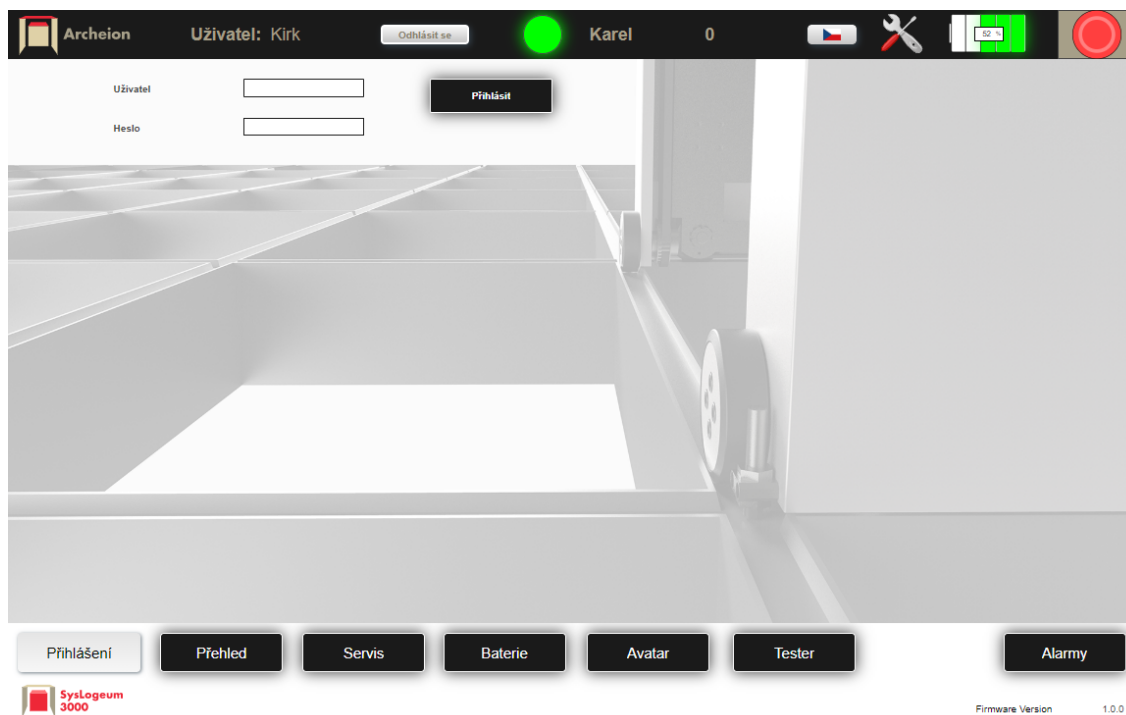 Archeion Uživatel: Kirk Odhlásit se Karel 0 52 %
Uživatel Přihlásit
Heslo
Přihlášení Přehled Servis Baterie Avatar Tester Alarmy
SysLogeum
3000
Firmware Version 1.0.0